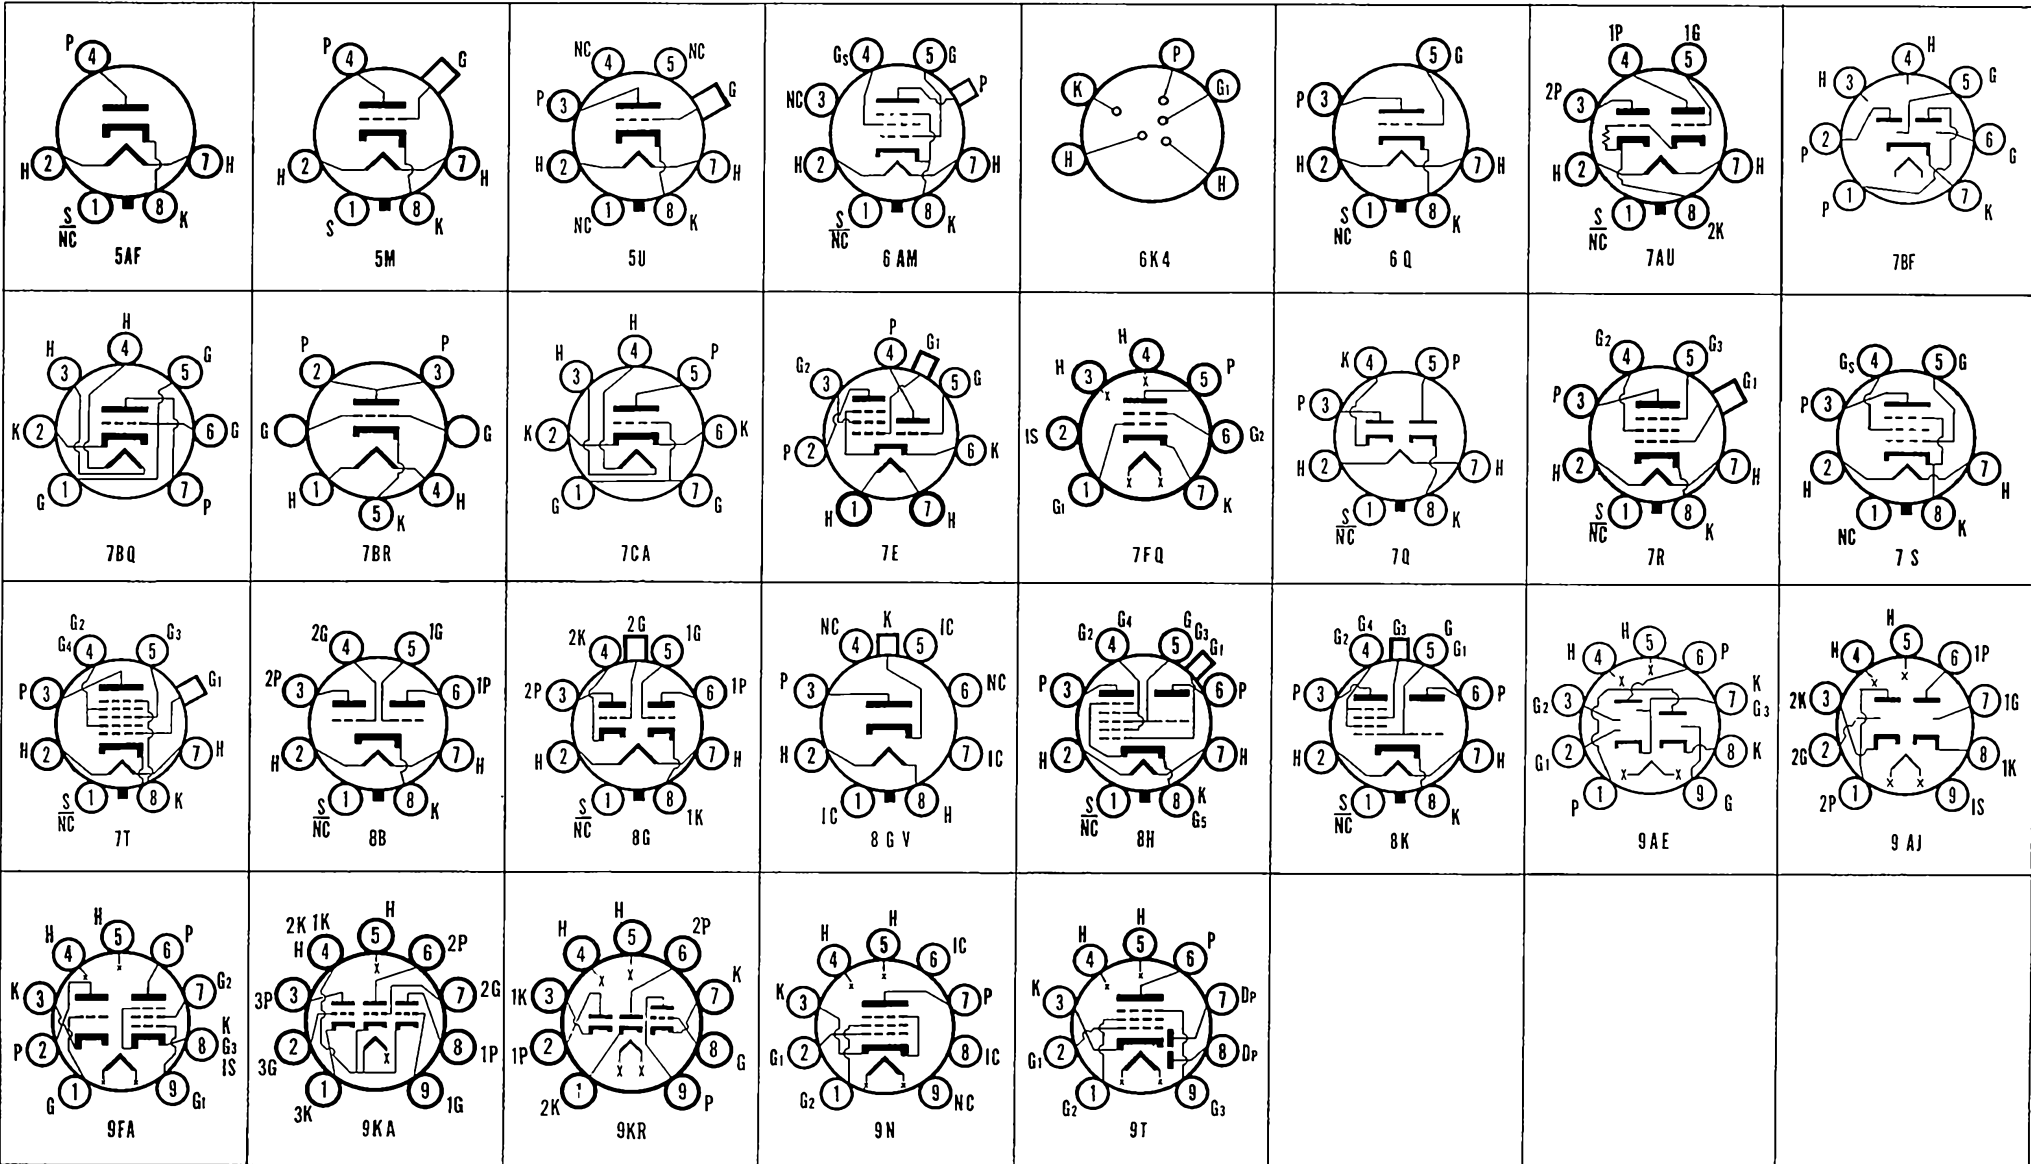 P
4
H 2
7 H
S
NC 1
8 K
5AF
P
4
G
H 2
7 H
S 1
8 K
5M
NC 4
5 NC
P 3
G
H 2
7 H
NC 1
8 K
5U
GS 4
5 G
P
NC 3
H 2
7 H
S
NC 1
8 K
6AM
P
K
G1
H
H
6K4
5 G
P 3
H 2
7 H
S
NC 1
8 K
6Q
1P 1G
4 5
2P 3
H 2
7 H
S
NC 1
8 2K
7AU
H
4
H 3
5 G
P 2
6 G
P 1
7 K
7BF
H
4
H 3
5 G
K 2
6 G
G 1
7 P
7BQ
P 2
3 P
G
G
H 1
4 H
5 K
7BR
H
4
H 3
5 P
K 2
6 K
G 1
7 G
7CA
P
4
G1
G2 3
5 G
P 2
6 K
H 1
7 H
7E
H 4
H 3
5 P
IS 2
6 G2
G1 1
7 K
7FQ
K 4
5 P
P 3
H 2
7 H
S
NC 1
8 K
7Q
G2 4
5 G3
G1
P 3
H 2
7 H
S
NC 1
8 K
7R
GS 4
5 G
P 3
H 2
7 H
NC 1
8 K
7S
G2
G4 4
5 G3
P 3
G1
H 2
7 H
S
NC 1
8 K
7T
2G 4
5 1G
2P 3
6 1P
H 2
7 H
S
NC 1
8 K
8B
2G
2K 4
5 1G
2P 3
6 1P
H 2
7 H
S
NC 1
8 1K
8G
K
NC 4
5 IC
P 3
6 NC
H 2
7 IC
IC 1
8 H
8GV
G2 G4 4
5 G G3
G1
P 3
6 P
H 2
7 H
S
NC 1
8 K
G5
8H
G2 G4 4
G3
5 G
G1
P 3
6 P
H 2
7 H
S
NC 1
8 K
8K
H
5
H 4
6 P
G2 3
7 K
G3
G1 2
8 K
P 1
9 G
9AE
H
5
H 4
6 1P
2K 3
7 1G
2G 2
8 1K
2P 1
9 IS
9AJ
H
5
H 4
6 P
K 3
7 G2
P 2
8 K
G3
IS
G 1
9 G1
9FA
2K 1K
H 4
H
5
6 2P
3P 3
7 2G
3G 2
8 1P
3K 1
9 1G
9KA
H
5
H 4
6 2P
1K 3
7 K
1P 2
8 G
2K 1
9 P
9KR
H
5
H 4
6 IC
K 3
7 P
G1 2
8 IC
G2 1
9 NC
9N
H
5
H 4
6 P
K 3
7 DP
G1 2
8 DP
G2 1
9 G3
9T